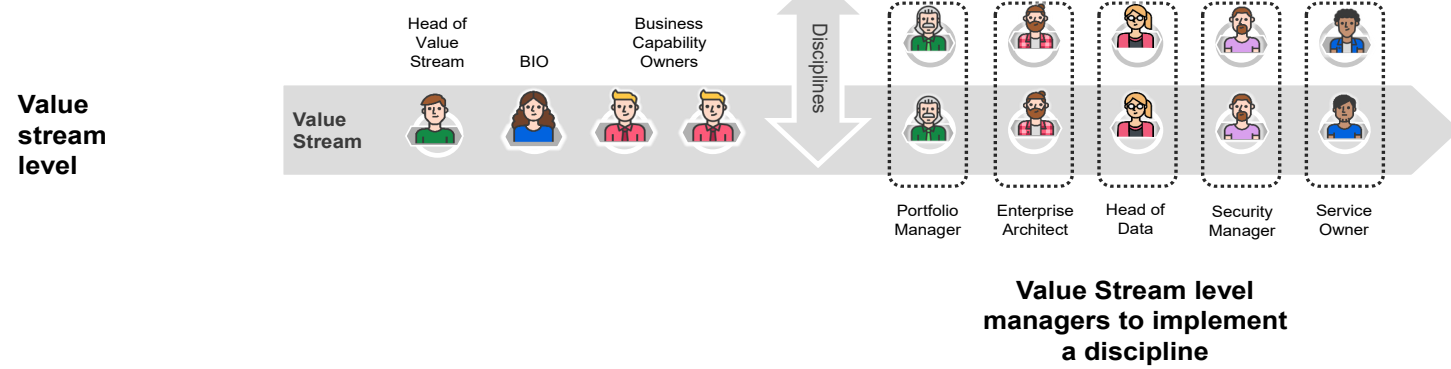 Head of
Value
Stream
BIO
Business
Capability
Owners
Disciplines
Value
stream
level
Value
Stream
Portfolio
Manager
Enterprise
Architect
Head of
Data
Security
Manager
Service
Owner
Value Stream level
managers to implement
a discipline